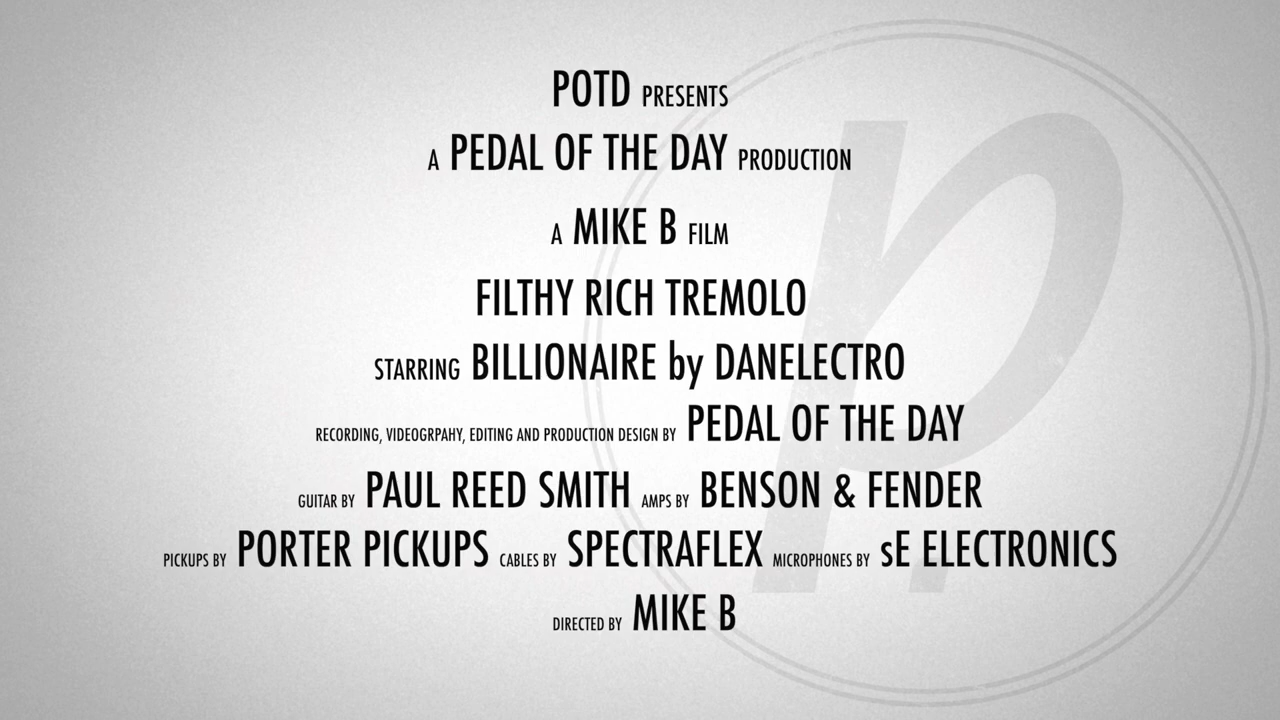 POTD PRESENTS
A PEDAL OF THE DAY PRODUCTION
A MIKE B FILM
FILTHY RICH TREMOLO
STARRING BILLIONAIRE by DANELECTRO
RECORDING, VIDEOGRPAHY, EDITING AND PRODUCTION DESIGN BY PEDAL OF THE DAY
GUITAR BY PAUL REED SMITH AMPS BY BENSON & FENDER
PICKUPS BY PORTER PICKUPS CABLES BY SPECTRAFLEX MICROPHONES BY sE ELECTRONICS
DIRECTED BY MIKE B